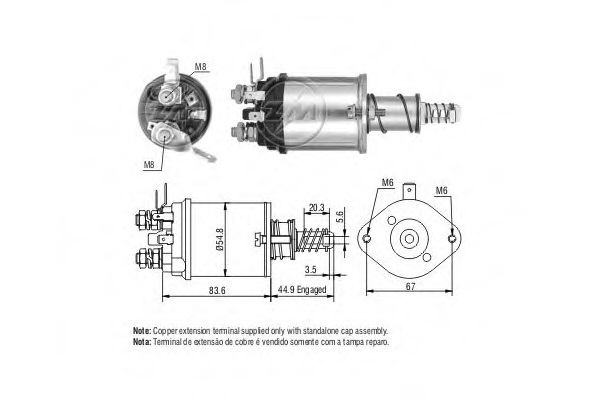 M8
ZM
M8
20.3
5.6
M6
M6
Ø54.8
3.5
83.6
44.9 Engaged
67
Note: Copper extension terminal supplied only with standalone cap assembly.
Nota: Terminal de extensão de cobre é vendido somente com a tampa reparo.